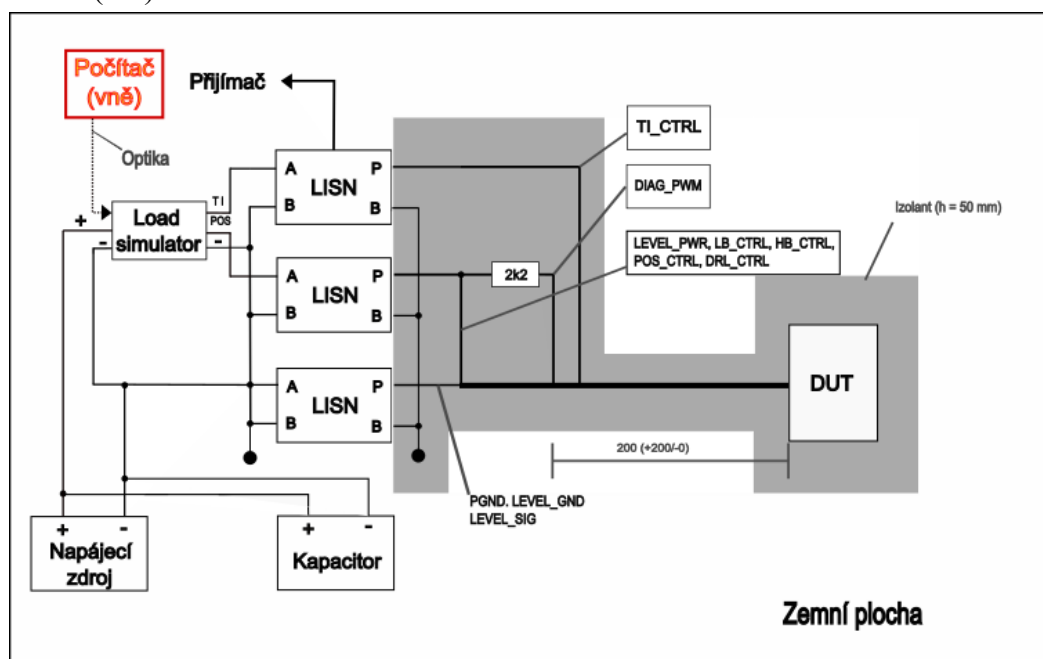 Počítač
(vně)
Přijímač
Optika
TI_CTRL
DIAG_PWM
Izolant (h = 50 mm)
LEVEL_PWR, LB_CTRL, HB_CTRL,
POS_CTRL, DRL_CTRL
+
-
Load
simulator
T I
POS
-
A
P
LISN
B
B
A
P
LISN
B
B
2k2
A
P
LISN
B
B
DUT
200 (+200/-0)
PGND. LEVEL_GND
LEVEL_SIG
+
-
Napájecí
zdroj
+
-
Kapacitor
Zemní plocha